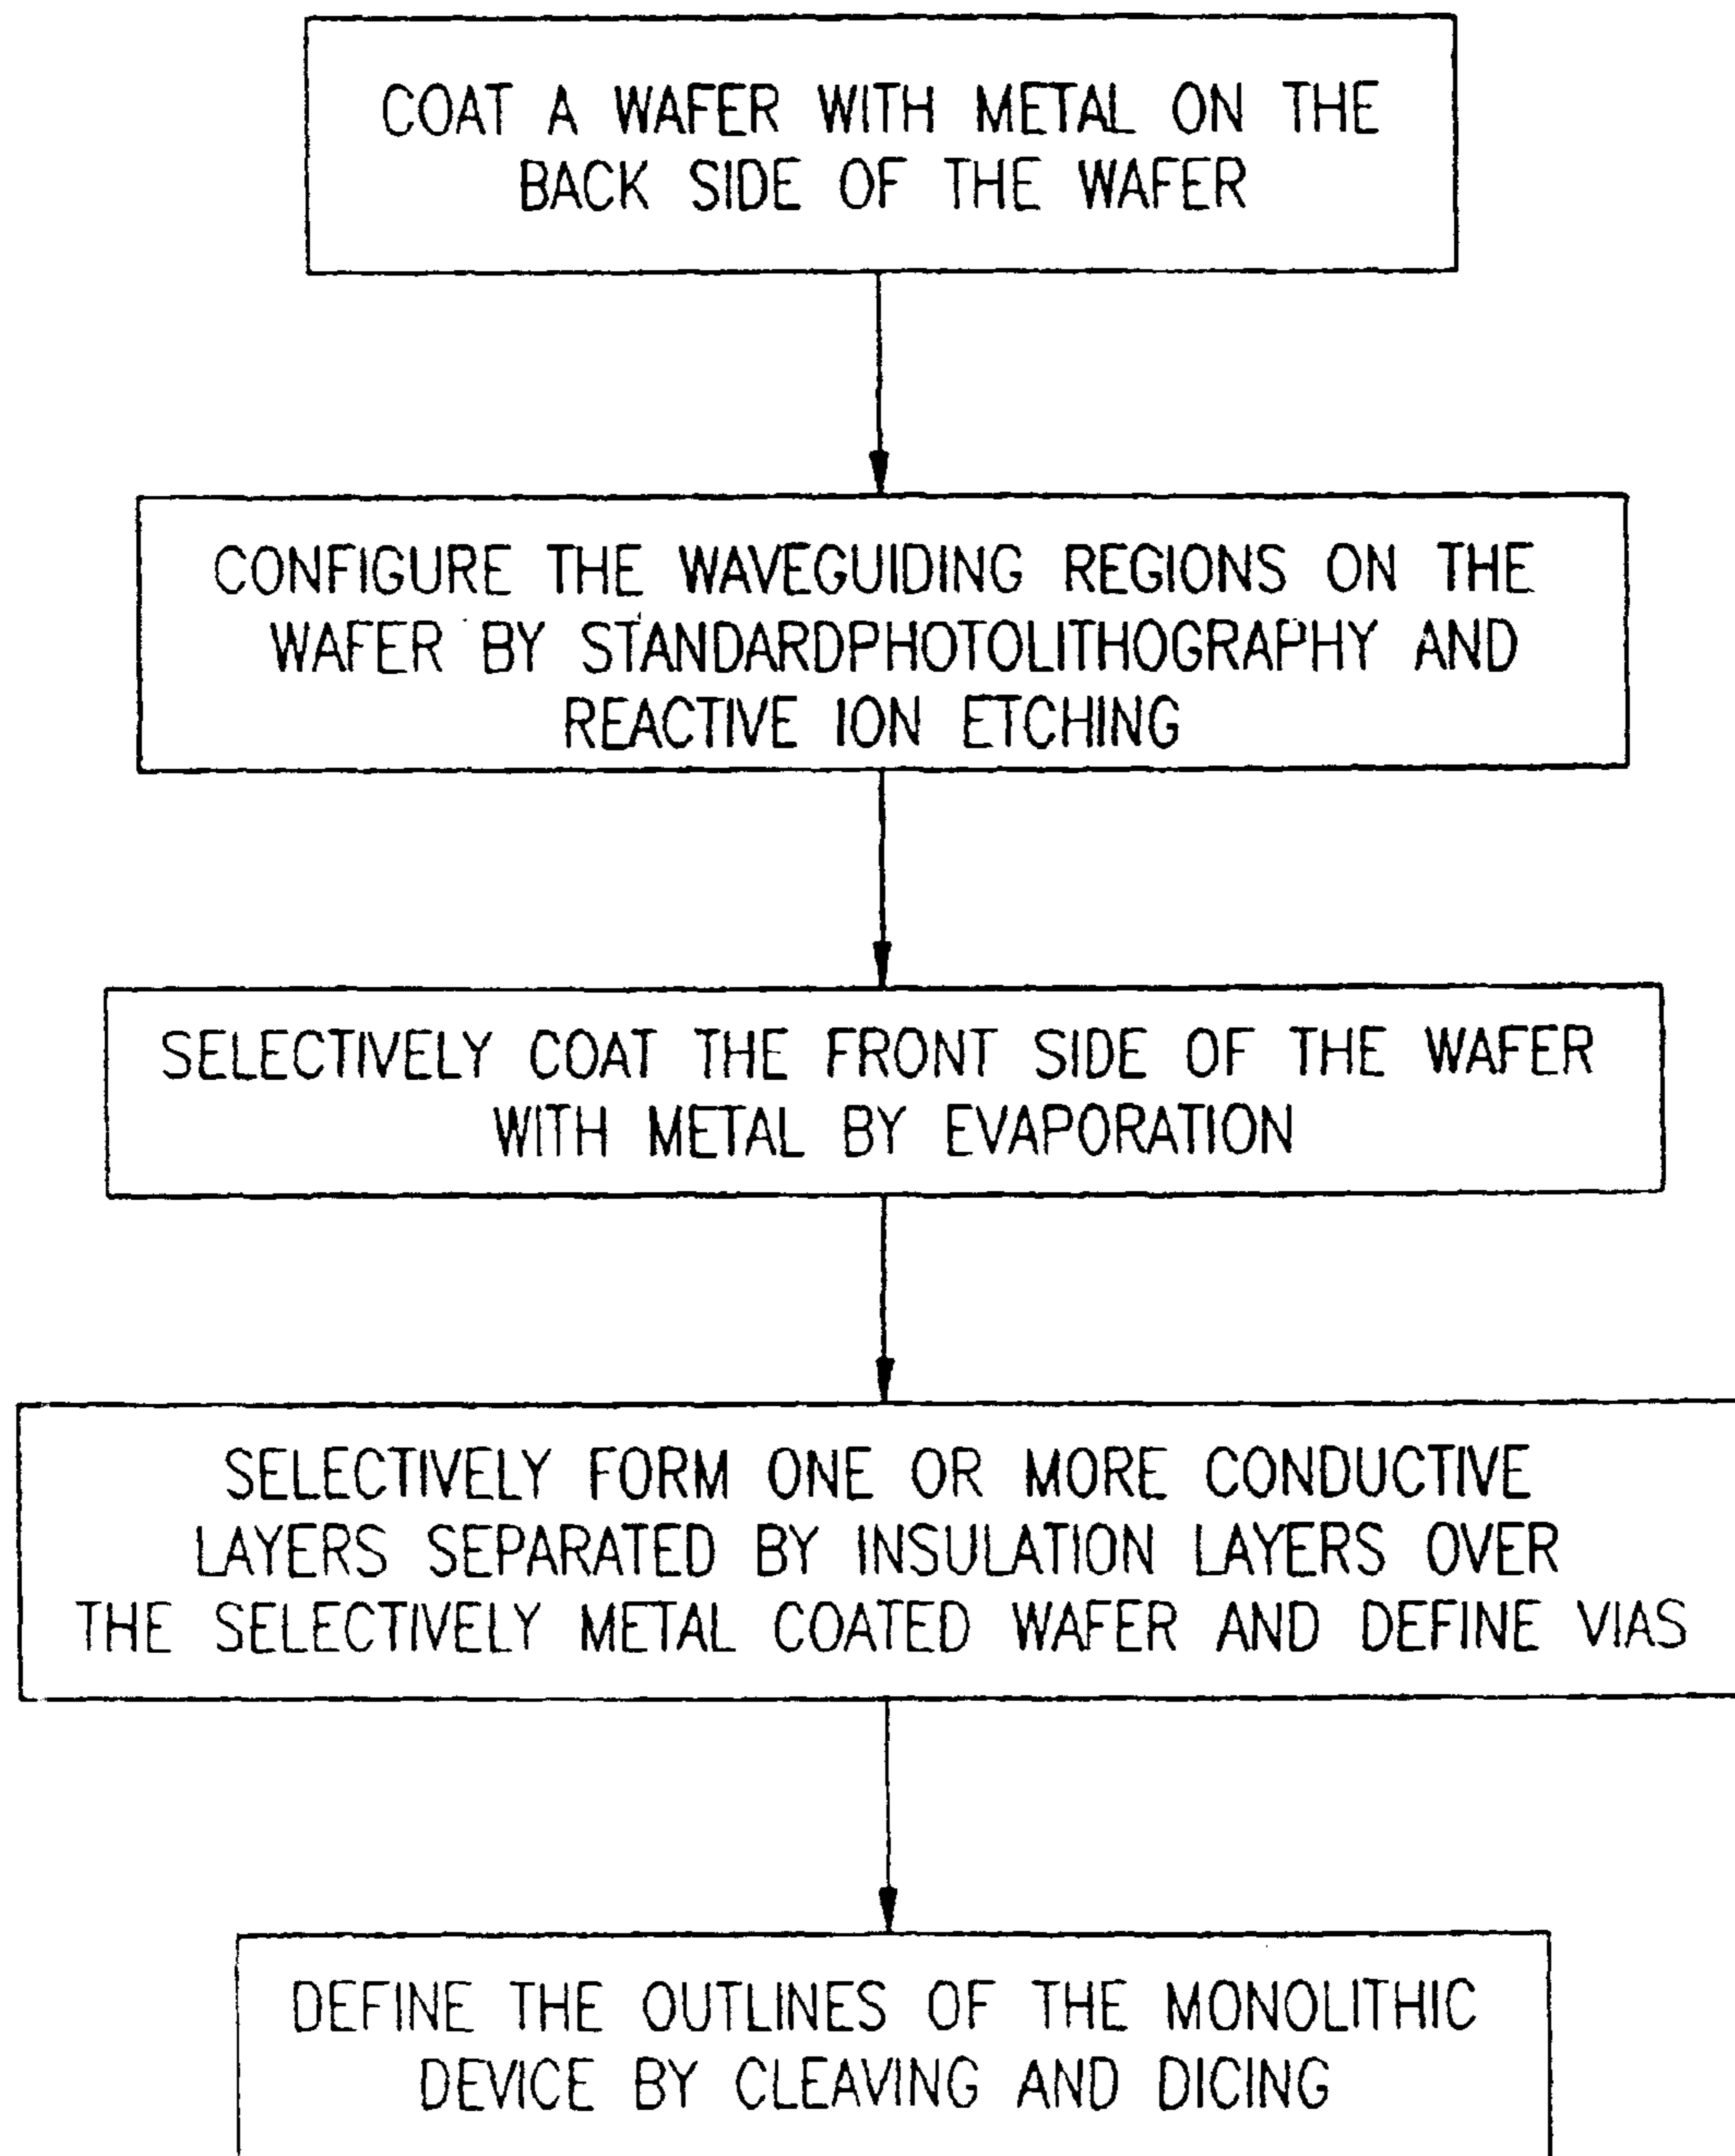 COAT A WAFER WITH METAL ON THE
BACK SIDE OF THE WAFER
CONFIGURE THE WAVEGUIDING REGIONS ON THE
WAFER BY STANDARDPHOTOLITHOGRAPHY AND
REACTIVE ION ETCHING
SELECTIVELY COAT THE FRONT SIDE OF THE WAFER
WITH METAL BY EVAPORATION
SELECTIVELY FORM ONE OR MORE CONDUCTIVE
LAYERS SEPARATED BY INSULATION LAYERS OVER
THE SELECTIVELY METAL COATED WAFER AND DEFINE VIAS
DEFINE THE OUTLINES OF THE MONOLITHIC
DEVICE BY CLEAVING AND DICING